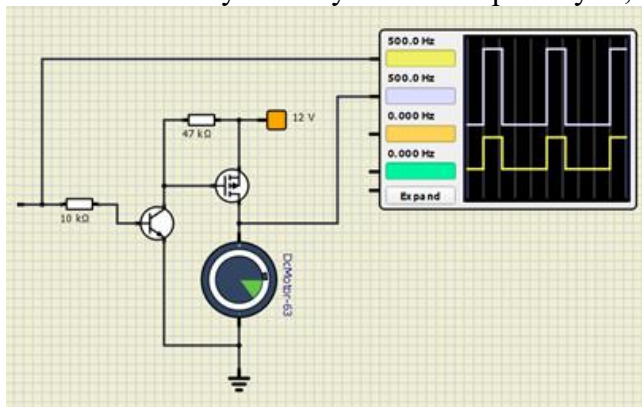 500.0 Hz
500.0 Hz
0.000 Hz
0.000 Hz
Expand
12 V
47 kΩ
10 kΩ
DcMotor-63